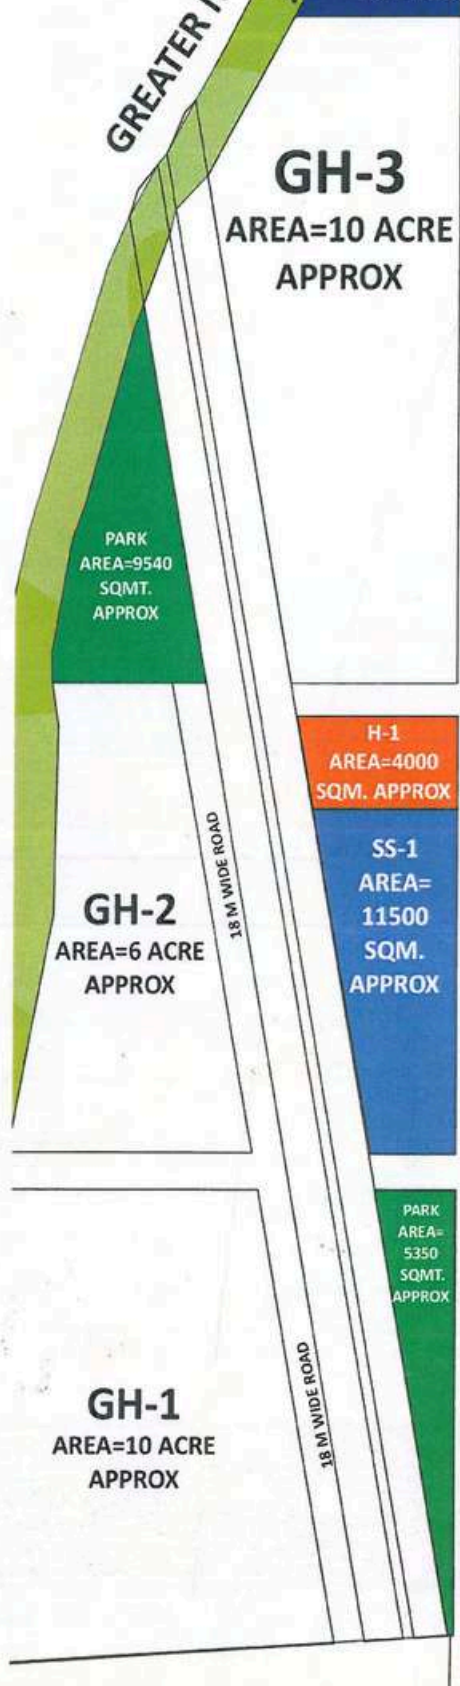 GREATER
GH-3
AREA=10 ACRE
APPROX
PARK
AREA=9540
SQMT.
APPROX
H-1
AREA=4000
SQM. APPROX
SS-1
AREA=
11500
SQM.
APPROX
18 M WIDE ROAD
GH-2
AREA=6 ACRE
APPROX
PARK
AREA=
5350
SQMT.
APPROX
18 M WIDE ROAD
GH-1
AREA=10 ACRE
APPROX